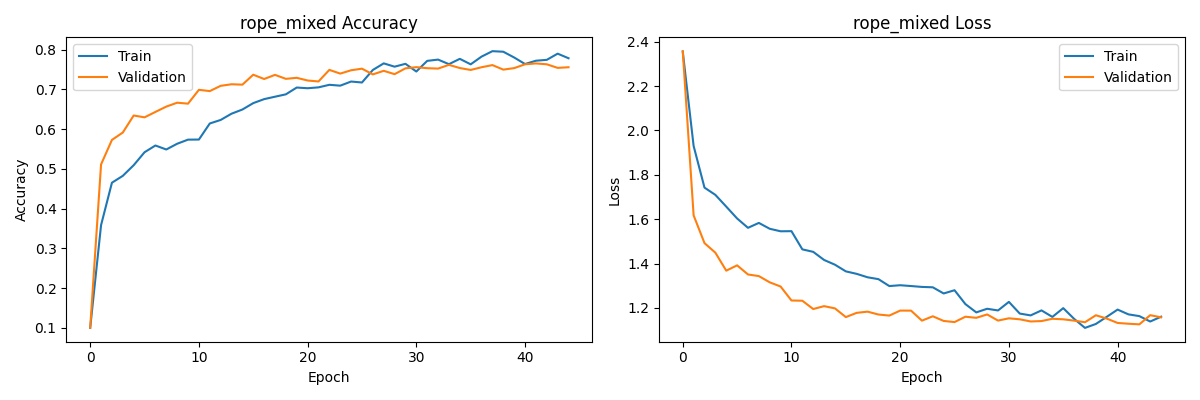 rope_mixed Accuracy
Train
Validation
0.8
0.7
0.6
0.5
0.4
0.3
0.2
0.1
Accuracy
0
10
20
30
40
Epoch
rope_mixed Loss
Train
Validation
2.4
2.2
2.0
1.8
1.6
1.4
1.2
Loss
0
10
20
30
40
Epoch